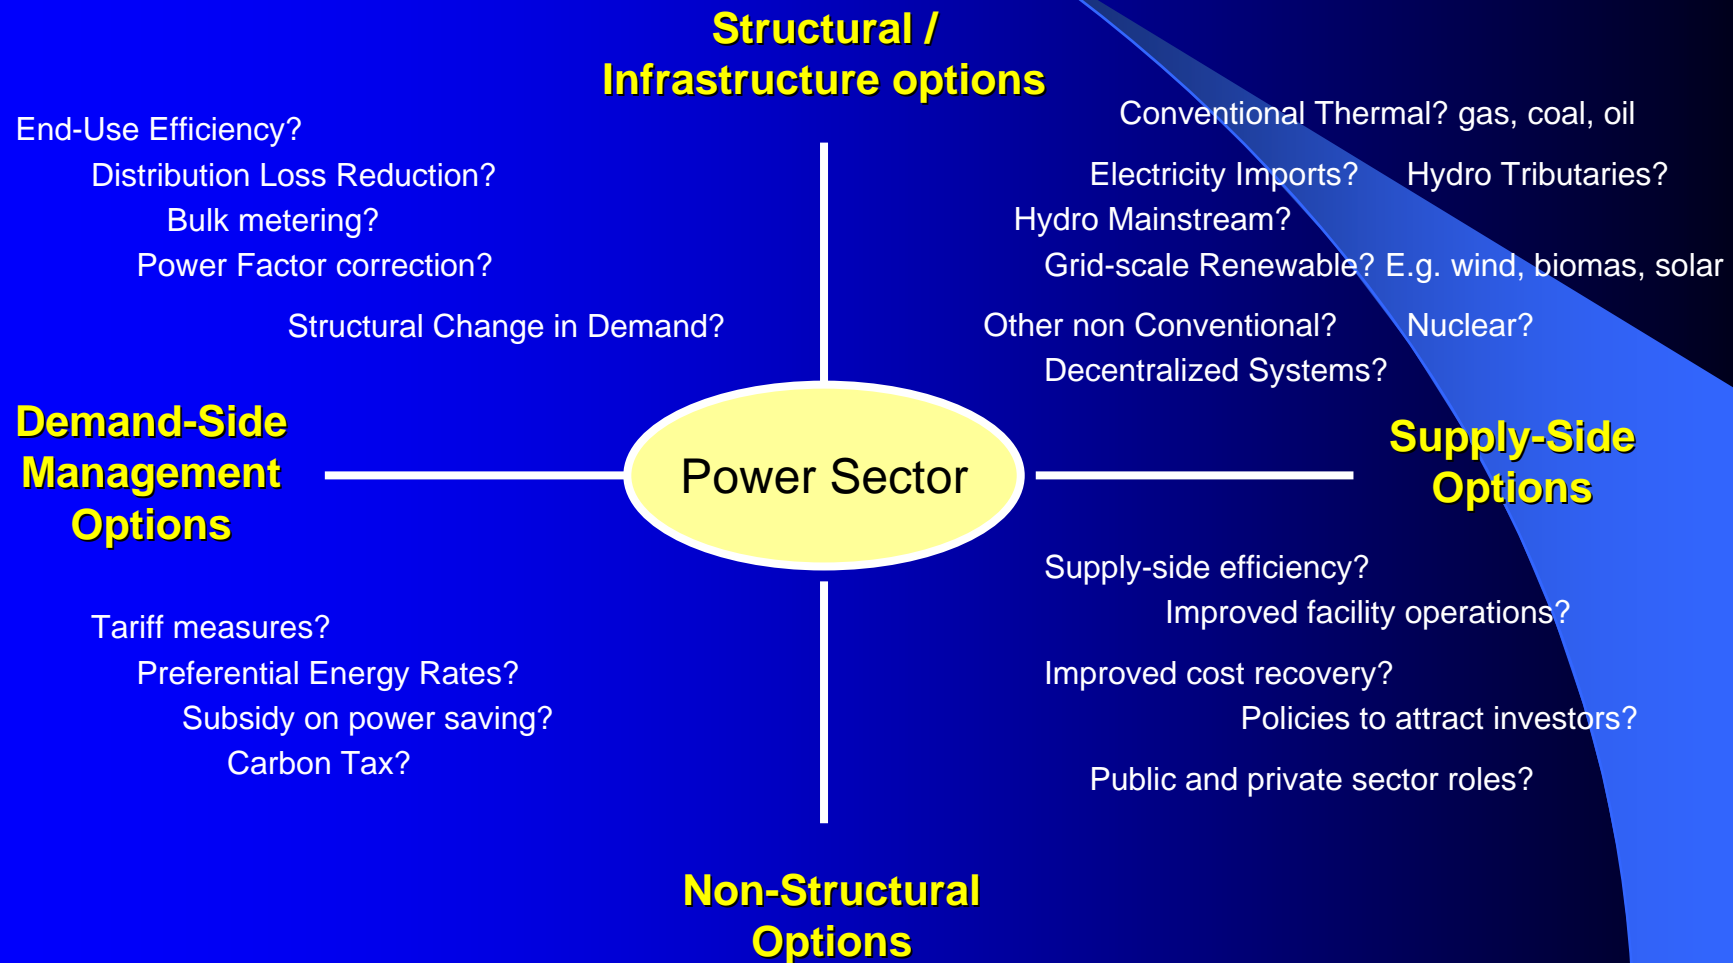 Structural /
Infrastructure options
End-Use Efficiency?
Distribution Loss Reduction?
Bulk metering?
Power Factor correction?
Structural Change in Demand?
Conventional Thermal? gas, coal, oil
Electricity Imports? Hydro Tributaries?
Hydro Mainstream?
Grid-scale Renewable? E.g. wind, biomas, solar
Other non Conventional? Nuclear?
Decentralized Systems?
Demand-Side
Management
Options
Power Sector
Supply-Side
Options
Tariff measures?
Preferential Energy Rates?
Subsidy on power saving?
Carbon Tax?
Supply-side efficiency?
Improved facility operations?
Improved cost recovery?
Policies to attract investors?
Public and private sector roles?
Non-Structural
Options